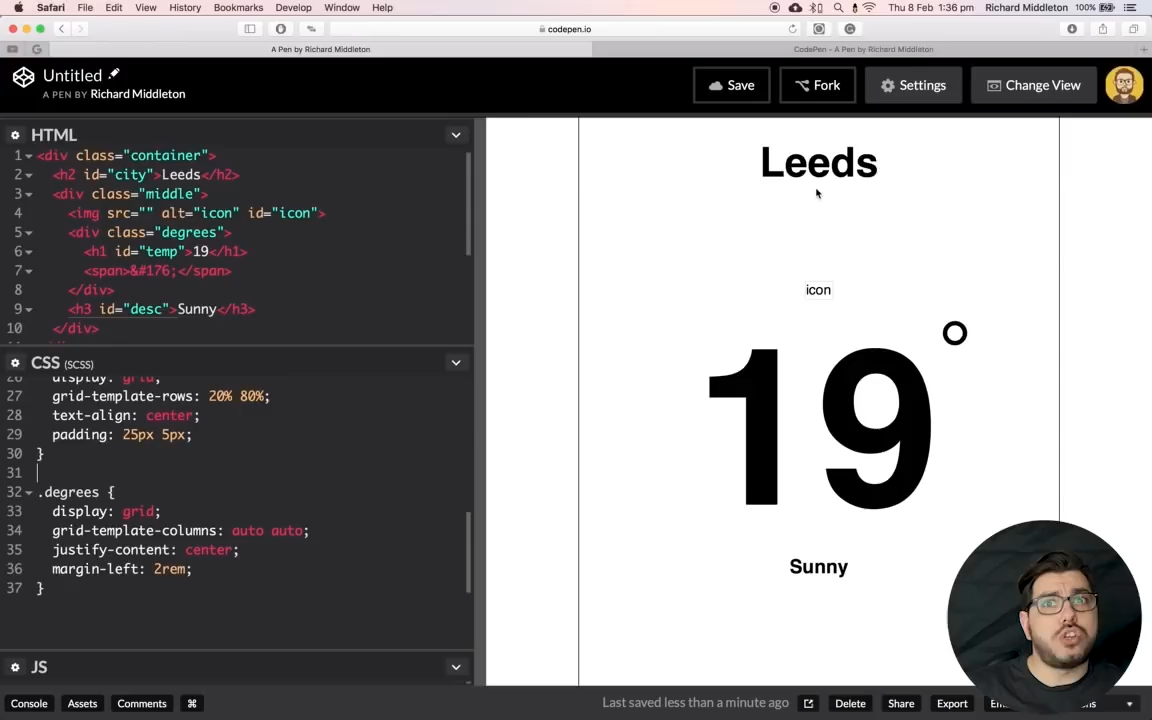 Safari File Edit View History Bookmarks Develop Window Help
100% Thu 8 Feb 1:36 pm Richard Middleton
codepen.io
A Pen by Richard Middleton
CodePen - A Pen by Richard Middleton
Untitled
A PEN BY Richard Middleton
Save
Fork
Settings
Change View
HTML
1 <div class="container">
2 <h2 id="city">Leeds</h2>
3 <div class="middle">
4 <img src="" alt="icon" id="icon">
5 <div class="degrees">
6 <h1 id="temp">19</h1>
7 <span>&#176;</span>
8 </div>
9 <h3 id="desc">Sunny</h3>
10 </div>
CSS (SCSS)
26 display: grid;
27 grid-template-rows: 20% 80%;
28 text-align: center;
29 padding: 25px 5px;
30 }
31
32 .degrees {
33 display: grid;
34 grid-template-columns: auto auto;
35 justify-content: center;
36 margin-left: 2rem;
37 }
JS
Leeds
icon
19°
Sunny
Console Assets Comments ⌘
Last saved less than a minute ago
Delete Share Export